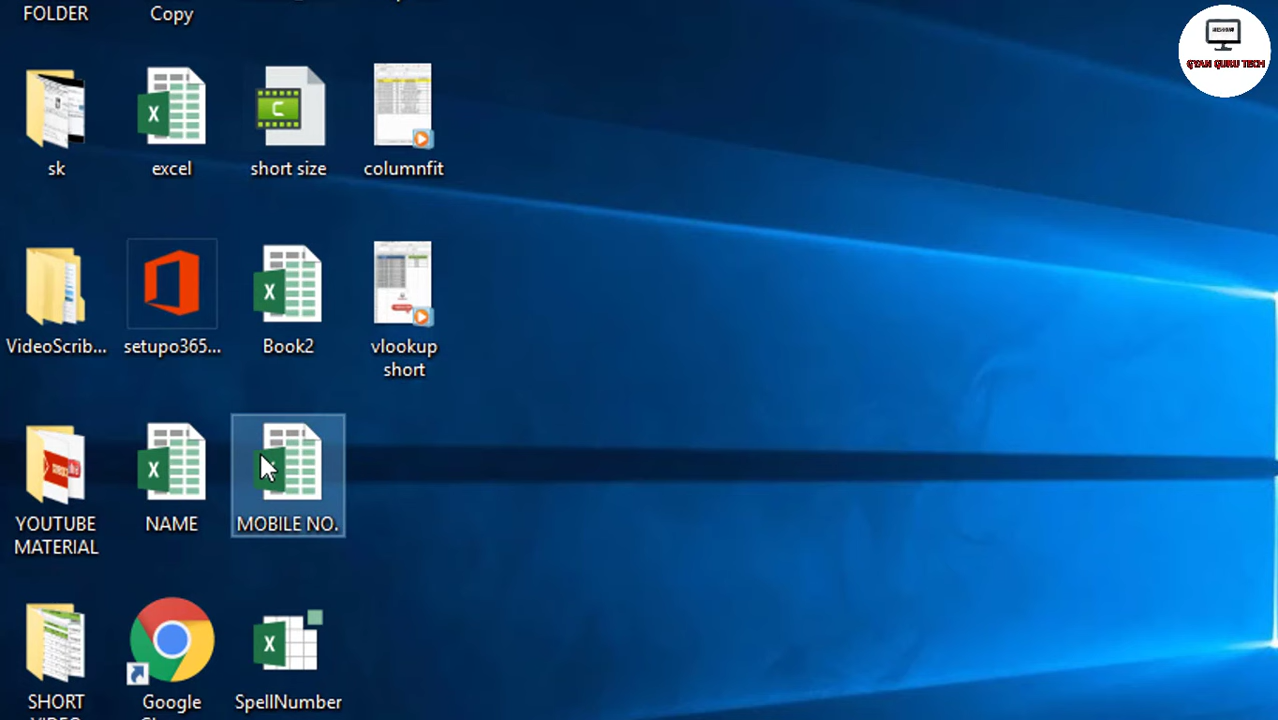 FOLDER
Copy
GYAN GURU TECH
sk
excel
short size
columnfit
VideoScrib...
setupo365...
Book2
vlookup
short
YOUTUBE
MATERIAL
NAME
MOBILE NO.
SHORT
Google
SpellNumber